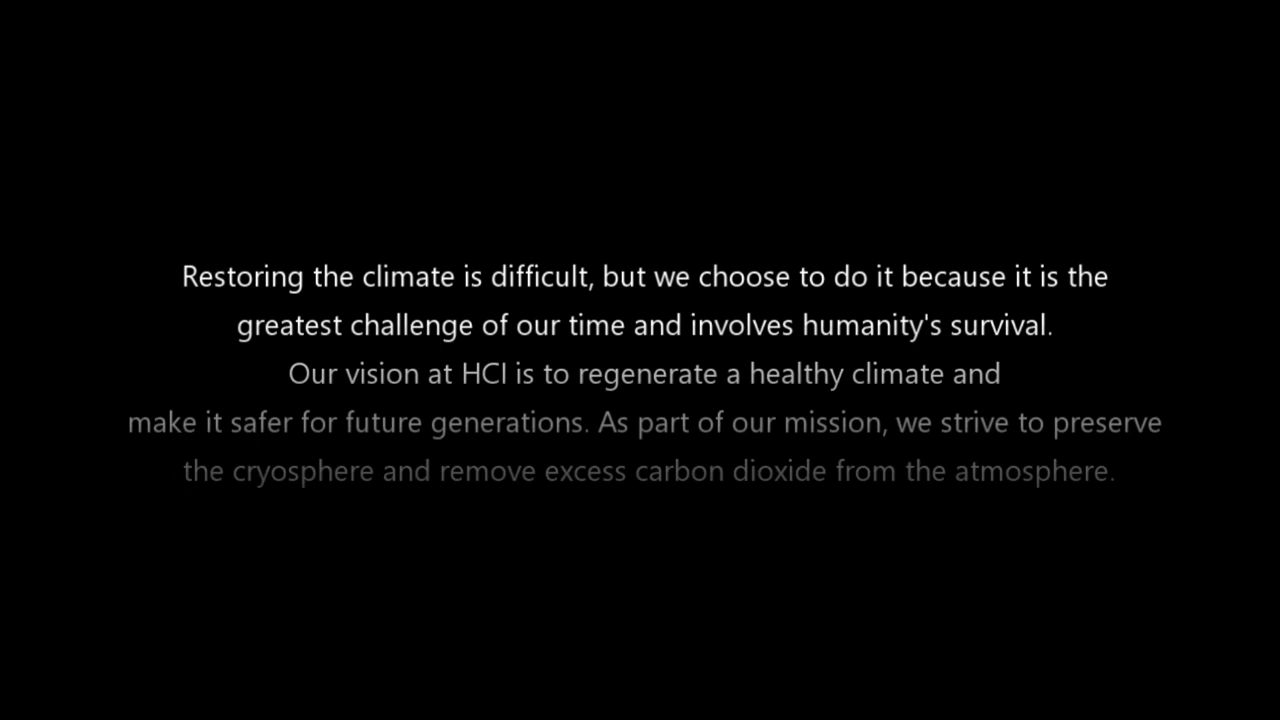 Restoring the climate is difficult, but we choose to do it because it is the
greatest challenge of our time and involves humanity's survival.
Our vision at HCI is to regenerate a healthy climate and
make it safer for future generations. As part of our mission, we strive to preserve
the cryosphere and remove excess carbon dioxide from the atmosphere.